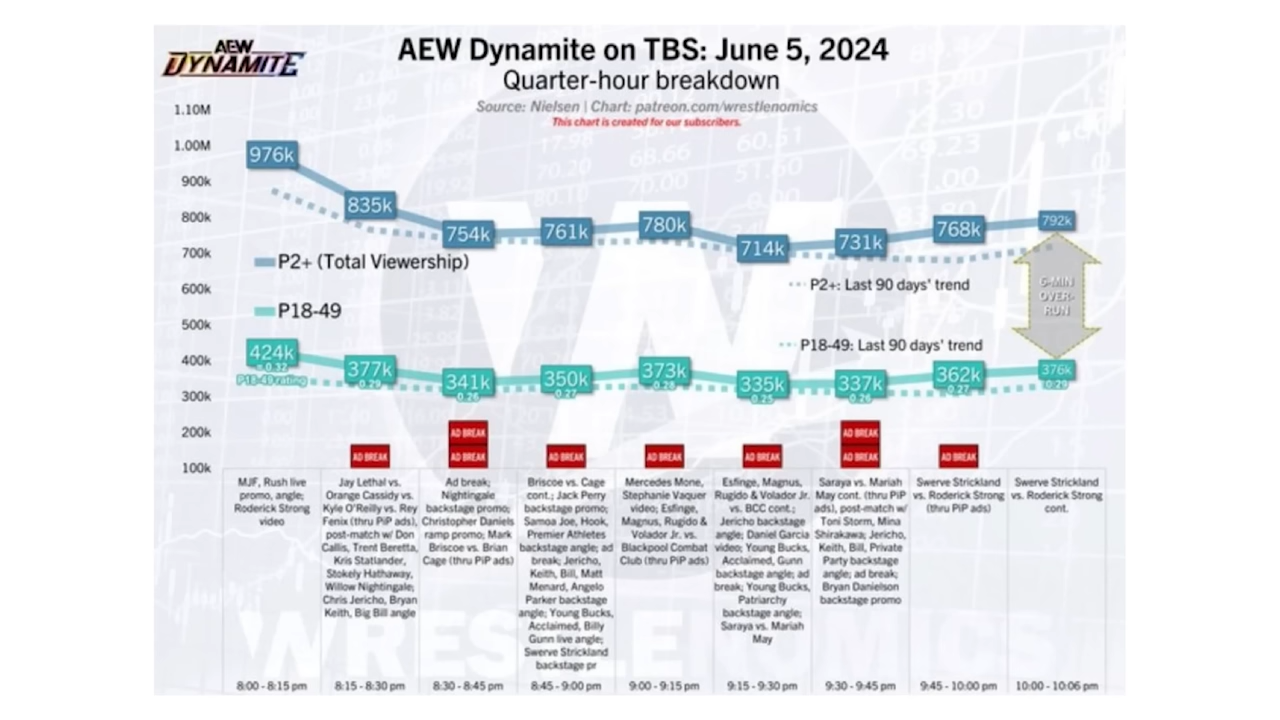 AEW
DYNAMITE
AEW Dynamite on TBS: June 5, 2024
Quarter-hour breakdown
Source: Nielsen | Chart: patreon.com/wrestlenomics
This chart is created for our subscribers.
1.10M
1.00M
900k
800k
700k
600k
500k
400k
300k
200k
100k
976k
835k
754k
761k
780k
714k
731k
768k
792k
P2+ (Total Viewership)
P2+: Last 90 days' trend
6-MIN
OVER-
RUN
P18-49
P18-49: Last 90 days' trend
424k
377k
341k
350k
373k
335k
337k
362k
376k
= 0.32
P18-49 rating
0.29
0.26
0.27
0.28
0.25
0.26
0.27
0.29
AD BREAK
AD BREAK
AD BREAK
AD BREAK
AD BREAK
AD BREAK
AD BREAK
AD BREAK
AD BREAK
MJF, Rush live
promo, angle;
Roderick Strong
video
Jay Lethal vs.
Orange Cassidy vs.
Kyle O'Reilly vs. Rey
Fenix (thru PiP ads),
post-match w/ Don
Callis, Trent Beretta,
Kris Statlander,
Stokely Hathaway,
Willow Nightingale;
Chris Jericho, Bryan
Keith, Big Bill angle
Ad break;
Nightingale
backstage promo;
Christopher Daniels
ramp promo; Mark
Briscoe vs. Brian
Cage (thru PiP ads)
Briscoe vs. Cage
cont.; Jack Perry
backstage promo;
Samoa Joe, Hook,
Premier Athletes
backstage angle; ad
break; Jericho,
Keith, Bill, Matt
Menard, Angelo
Parker backstage
angle; Young Bucks,
Acclaimed, Billy
Gunn live angle;
Swerve Strickland
backstage pr
Mercedes Mone,
Stephanie Vaquer
video; Esfinge,
Magnus, Rugido &
Volador Jr. vs.
Blackpool Combat
Club (thru PiP ads)
Esfinge, Magnus,
Rugido & Volador Jr.
vs. BCC cont.;
Jericho backstage
angle; Daniel Garcia
video; Young Bucks,
Acclaimed, Gunn
backstage angle; ad
break; Young Bucks,
Patriarchy
backstage angle;
Saraya vs. Mariah
May
Saraya vs. Mariah
May cont. (thru PiP
ads), post-match w/
Toni Storm, Mina
Shirakawa; Jericho,
Keith, Bill, Private
Party backstage
angle; ad break;
Bryan Danielson
backstage promo
Swerve Strickland
vs. Roderick Strong
(thru PiP ads)
Swerve Strickland
vs. Roderick Strong
cont.
8:00 - 8:15 pm
8:15 - 8:30 pm
8:30 - 8:45 pm
8:45 - 9:00 pm
9:00 - 9:15 pm
9:15 - 9:30 pm
9:30 - 9:45 pm
9:45 - 10:00 pm
10:00 - 10:06 pm